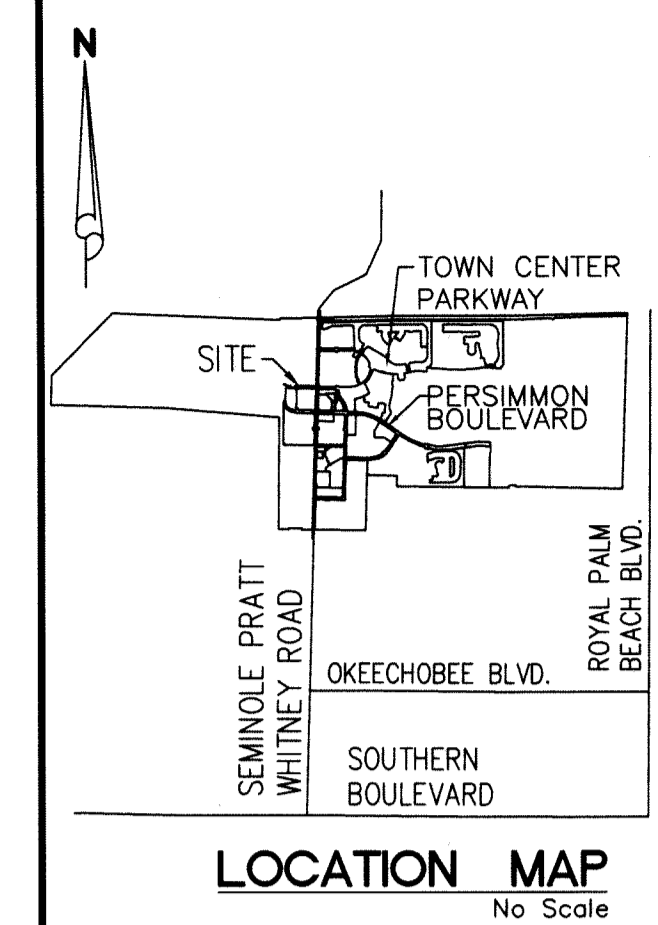 N
TOWN CENTER
PARKWAY
SITE
PERSIMMON
BOULEVARD
SEMINOLE PRATT
WHITNEY ROAD
ROYAL PALM
BEACH BLVD.
OKEECHOBEE BLVD.
SOUTHERN
BOULEVARD
LOCATION MAP
No Scale